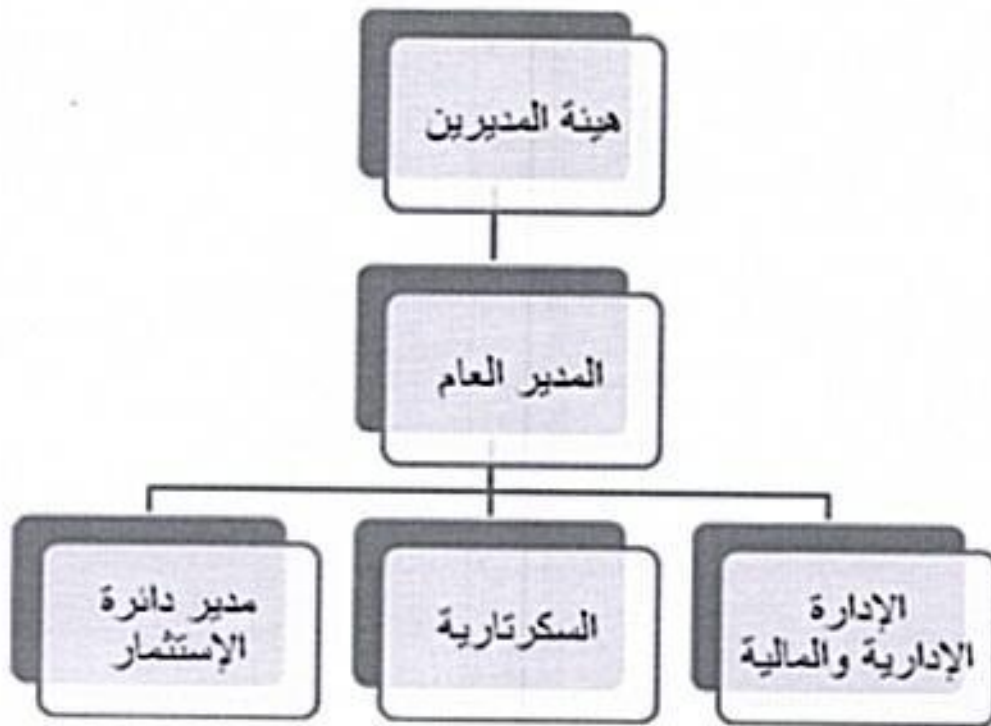 هيئة المديرين
المدير العام
الإدارة
الإدارية والمالية
السكرتارية
مدير دائرة
الإستثمار